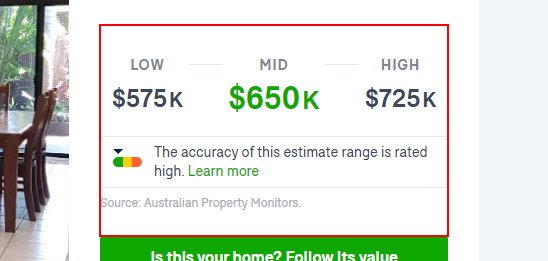 LOW MID HIGH
$575K $650K $725K
The accuracy of this estimate range is rated
high. Learn more
Source: Australian Property Monitors.
Is this your home? Follow its value